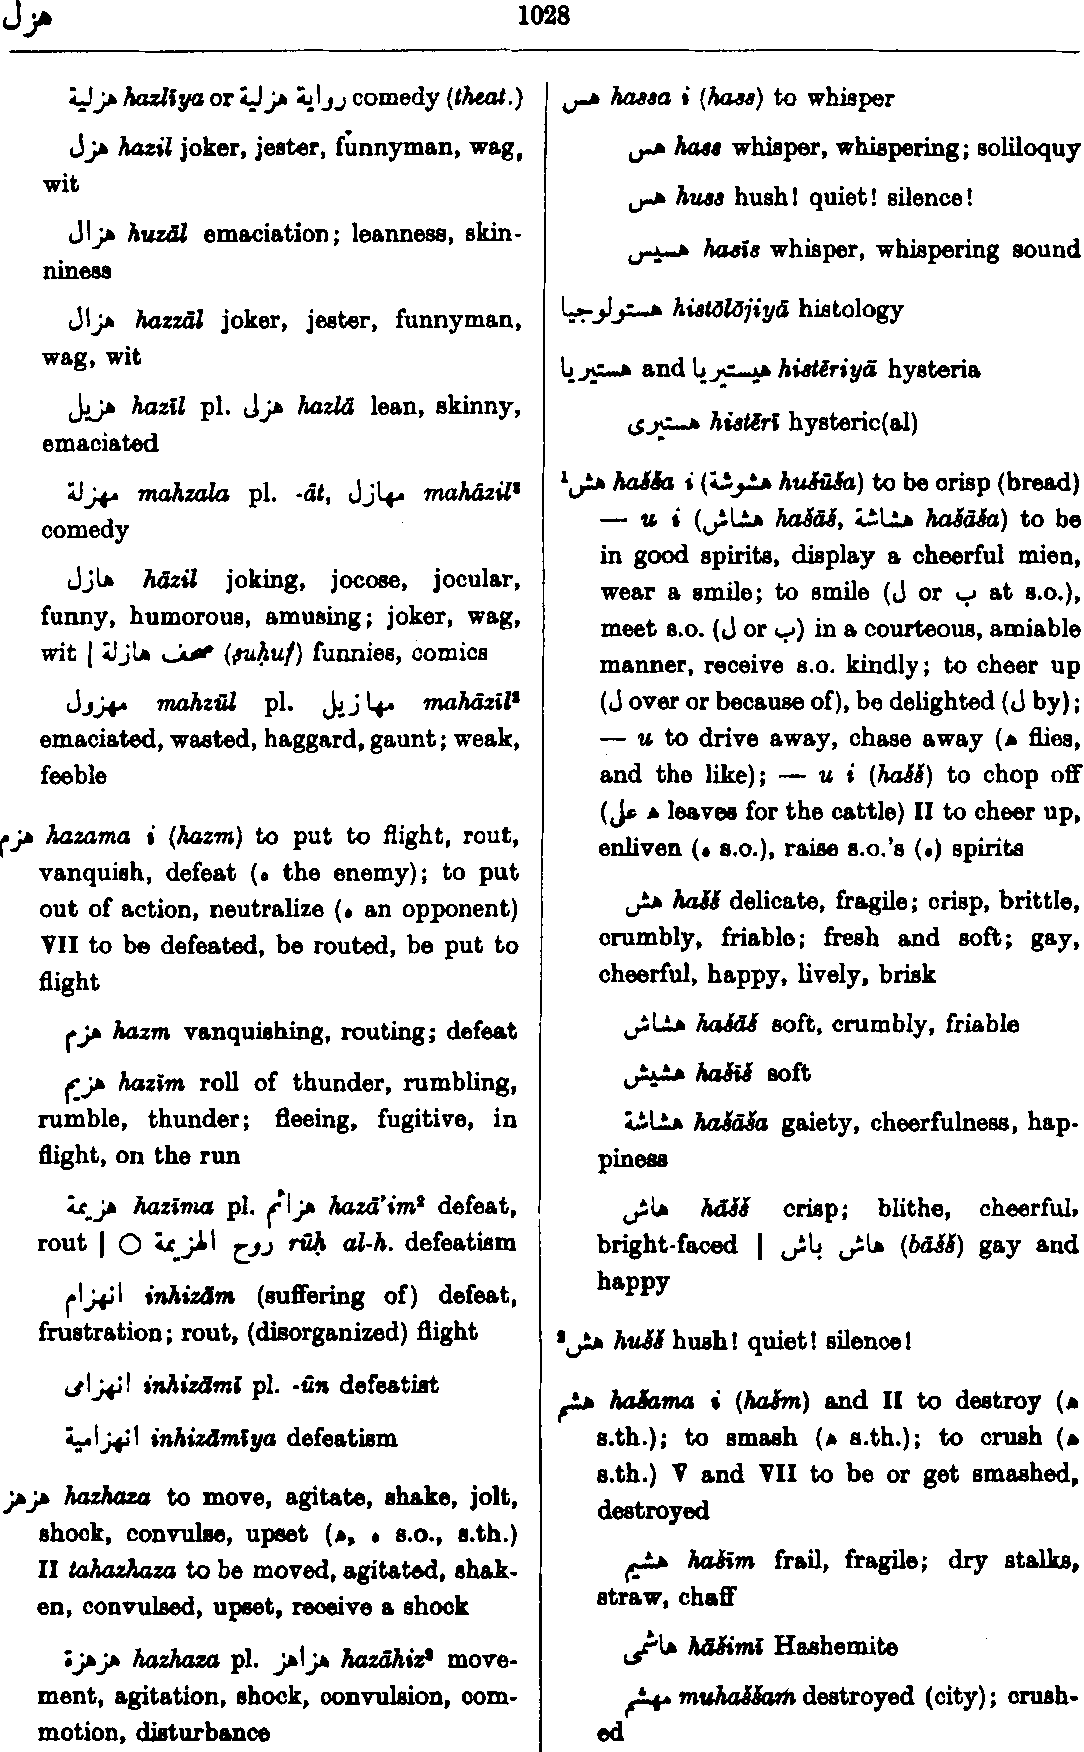 هزل
1028
هزلية hazlīya or رواية هزلية comedy (theat.)
هزل hazil joker, jester, funnyman, wag,
wit
هزال huzāl emaciation; leanness, skin-
niness
هزال hazzāl joker, jester, funnyman,
wag, wit
هزيل hazīl pl. هزلى hazlā lean, skinny,
emaciated
مهزلة mahzala pl. -āt, مهازل mahāzil²
comedy
هازل hāzil joking, jocose, jocular,
funny, humorous, amusing; joker, wag,
wit | صحف هازلة (ṣuḥuf) funnies, comics
مهزول mahzūl pl. مهازيل mahāzīl²
emaciated, wasted, haggard, gaunt; weak,
feeble
هزم hazama i (hazm) to put to flight, rout,
vanquish, defeat (ه the enemy); to put
out of action, neutralize (ه an opponent)
VII to be defeated, be routed, be put to
flight
هزم hazm vanquishing, routing; defeat
هزيم hazīm roll of thunder, rumbling,
rumble, thunder; fleeing, fugitive, in
flight, on the run
هزيمة hazīma pl. هزائم hazā'im² defeat,
rout | ○ روح الهزيمة rūḥ al-h. defeatism
انهزام inhizām (suffering of) defeat,
frustration; rout, (disorganized) flight
انهزامى inhizāmī pl. -ūn defeatist
انهزامية inhizāmīya defeatism
هزهز hazhaza to move, agitate, shake, jolt,
shock, convulse, upset (ه, ه s.o., s.th.)
II tahazhaza to be moved, agitated, shak-
en, convulsed, upset, receive a shock
هزهزة hazhaza pl. هزاهز hazāhiz² move-
ment, agitation, shock, convulsion, com-
motion, disturbance
هس hassa i (hass) to whisper
هس hass whisper, whispering; soliloquy
هس huss hush! quiet! silence!
هسيس hasīs whisper, whispering sound
هستولوجيا histōlōjiyā histology
هستيريا and هيستيريا histēriyā hysteria
هستيرى histērī hysteric(al)
¹هش hašša i (هشوشة hušūša) to be crisp (bread)
— u i (هشاش hašāš, هشاشة hašāša) to be
in good spirits, display a cheerful mien,
wear a smile; to smile (ل or ب at s.o.),
meet s.o. (ل or ب) in a courteous, amiable
manner, receive s.o. kindly; to cheer up
(ل over or because of), be delighted (ل by);
— u to drive away, chase away (ه flies,
and the like); — u i (hašš) to chop off
(ه على leaves for the cattle) II to cheer up,
enliven (ه s.o.), raise s.o.'s (ه) spirits
هش hašš delicate, fragile; crisp, brittle,
crumbly, friable; fresh and soft; gay,
cheerful, happy, lively, brisk
هشاش hašāš soft, crumbly, friable
هشيش hašīš soft
هشاشة hašāša gaiety, cheerfulness, hap-
piness
هاش hāšš crisp; blithe, cheerful,
bright-faced | هاش باش (bāšš) gay and
happy
²هش hušš hush! quiet! silence!
هشم hašama i (hašm) and II to destroy (ه
s.th.); to smash (ه s.th.); to crush (ه
s.th.) V and VII to be or get smashed,
destroyed
هشيم hašīm frail, fragile; dry stalks,
straw, chaff
هاشمى hāšimī Hashemite
مهشم muhaššam destroyed (city); crush-
ed